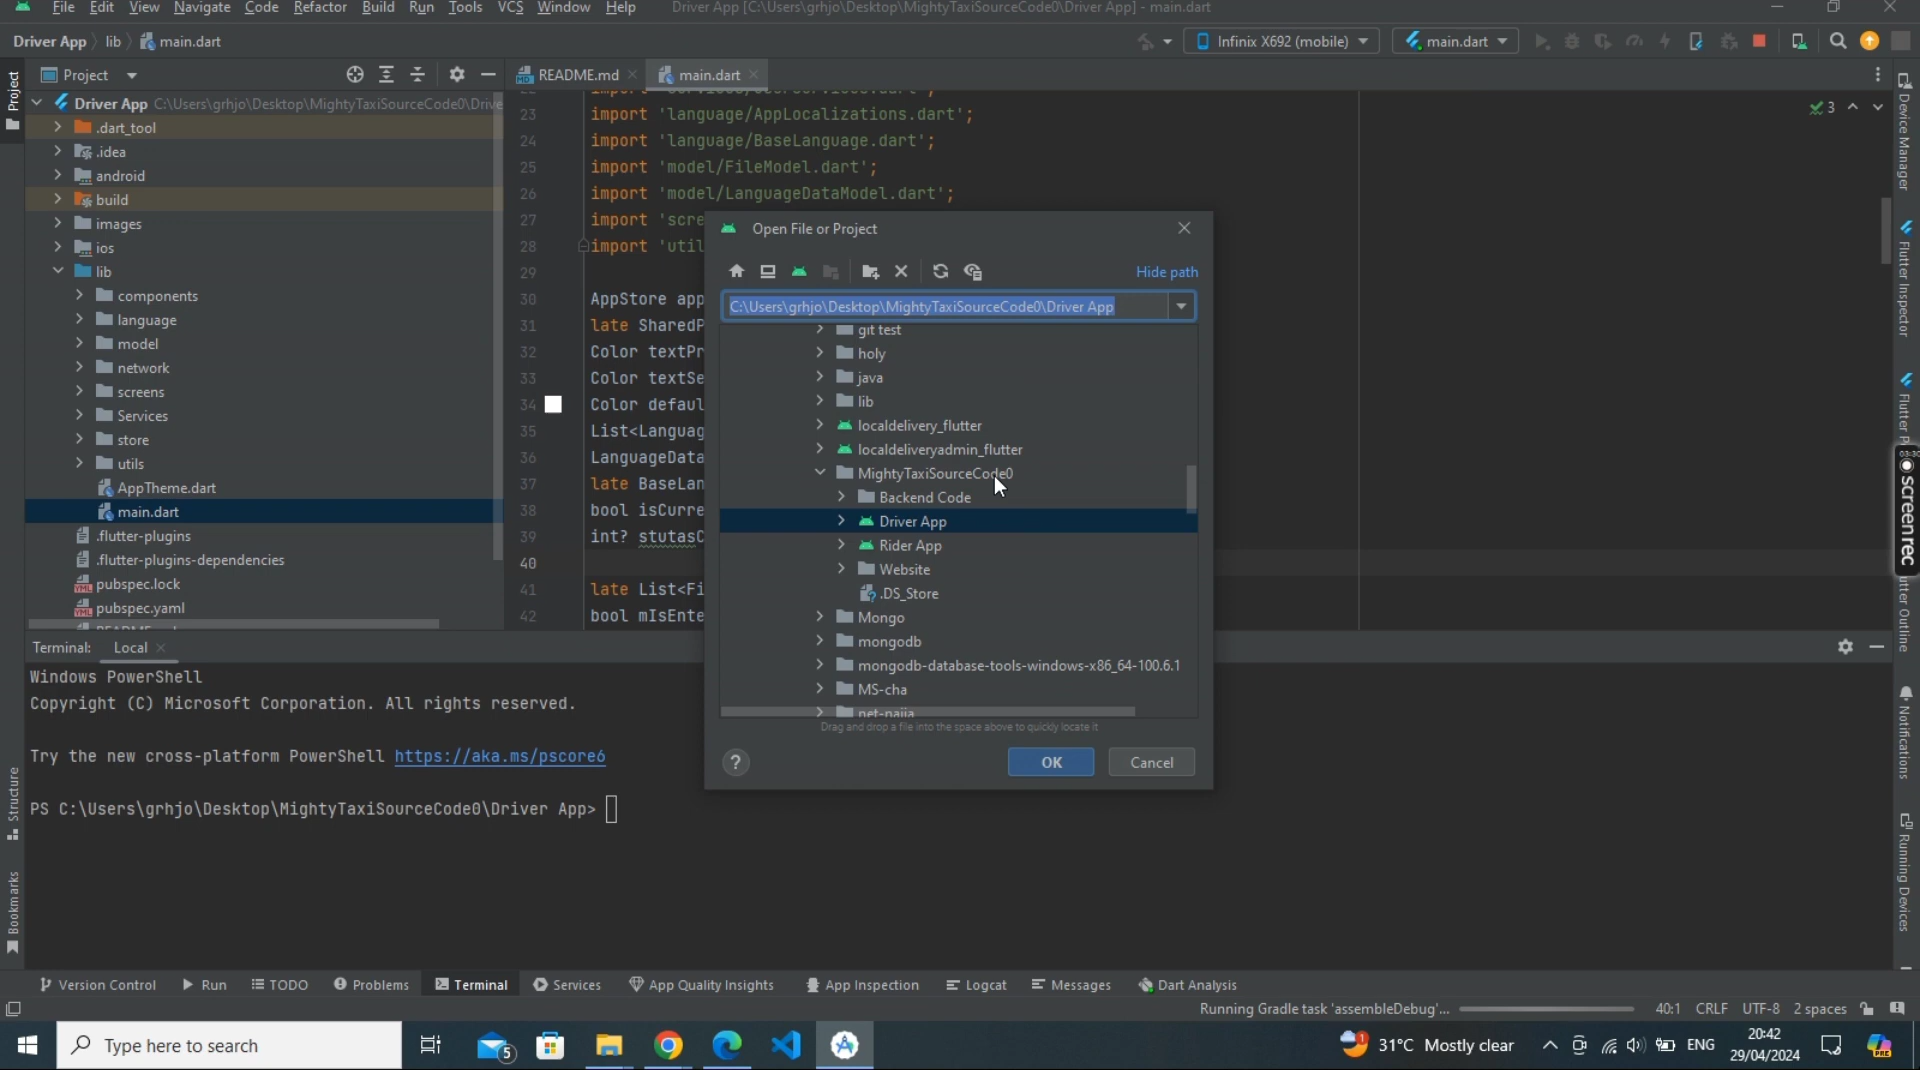 File Edit View Navigate Code Refactor Build Run Tools VCS Window Help Driver App [C:\Users\grhjo\Desktop\MightyTaxiSourceCode0\Driver App] - main.dart
Driver App lib main.dart
Infinix X692 (mobile) main.dart
Project
Project
README.md
main.dart
Driver App C:\Users\grhjo\Desktop\MightyTaxiSourceCode0\Drive
.dart_tool
.idea
android
build
images
ios
lib
components
language
model
network
screens
Services
store
utils
AppTheme.dart
main.dart
.flutter-plugins
.flutter-plugins-dependencies
pubspec.lock
pubspec.yaml
3
23 import 'language/AppLocalizations.dart';
24 import 'language/BaseLanguage.dart';
25 import 'model/FileModel.dart';
26 import 'model/LanguageDataModel.dart';
27 import 'scre
28 import 'util
29
30 AppStore app
31 late SharedP
32 Color textPr
33 Color textSe
34 Color defaul
35 List<Languag
36 LanguageData
37 late BaseLan
38 bool isCurre
39 int? stutasC
40
41 late List<Fi
42 bool mIsEnte
Open File or Project
Hide path
C:\Users\grhjo\Desktop\MightyTaxiSourceCode0\Driver App
git test
holy
java
lib
localdelivery_flutter
localdeliveryadmin_flutter
MightyTaxiSourceCode0
Backend Code
Driver App
Rider App
Website
.DS_Store
Mongo
mongodb
mongodb-database-tools-windows-x86_64-100.6.1
MS-cha
net-naija
Drag and drop a file into the space above to quickly locate it
? OK Cancel
Device Manager
Flutter Inspector
Flutter P
03:30
screenrec
utter Outline
Notifications
Running Devices
Structure
Bookmarks
Terminal: Local
Windows PowerShell
Copyright (C) Microsoft Corporation. All rights reserved.
Try the new cross-platform PowerShell https://aka.ms/pscore6
PS C:\Users\grhjo\Desktop\MightyTaxiSourceCode0\Driver App>
Version Control Run TODO Problems Terminal Services App Quality Insights App Inspection Logcat Messages Dart Analysis
Running Gradle task 'assembleDebug'... 40:1 CRLF UTF-8 2 spaces
Type here to search
5
31°C Mostly clear
ENG
20:42
29/04/2024
PRE